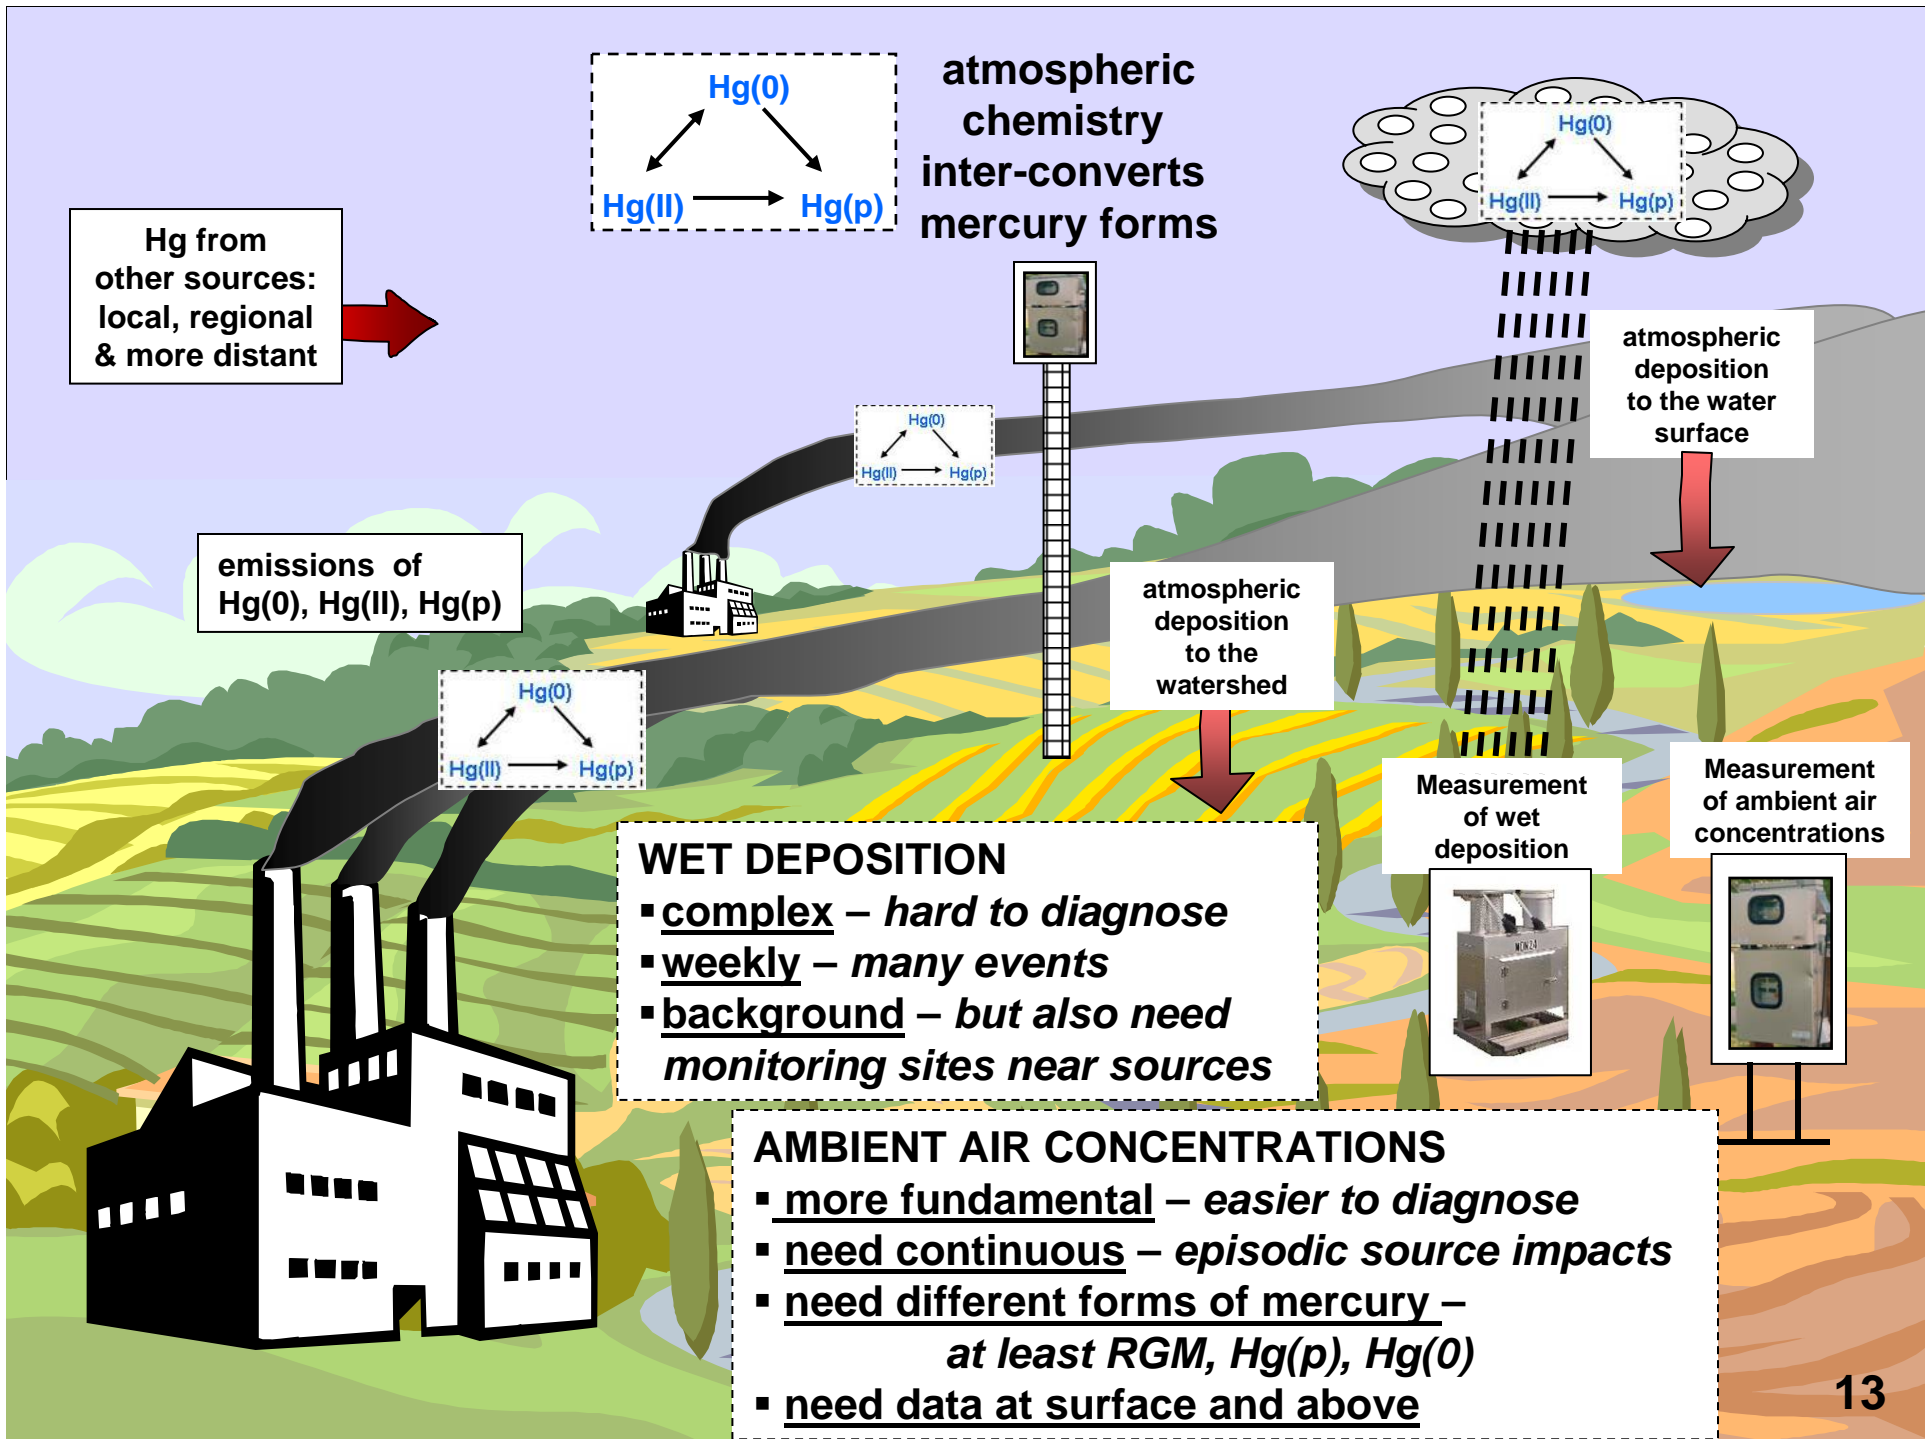 Hg(0)
Hg(II)
Hg(p)
atmospheric
chemistry
inter-converts
mercury forms
Hg(0)
Hg(II)
Hg(p)
Hg from
other sources:
local, regional
& more distant
atmospheric
deposition
to the water
surface
Hg(0)
Hg(II)
Hg(p)
emissions of
Hg(0), Hg(II), Hg(p)
atmospheric
deposition
to the
watershed
Hg(0)
Hg(II)
Hg(p)
Measurement
of wet
deposition
MDN24
Measurement
of ambient air
concentrations
WET DEPOSITION
▪complex – hard to diagnose
▪weekly – many events
▪background – but also need
monitoring sites near sources
AMBIENT AIR CONCENTRATIONS
▪ more fundamental – easier to diagnose
▪ need continuous – episodic source impacts
▪ need different forms of mercury –
at least RGM, Hg(p), Hg(0)
▪ need data at surface and above
13